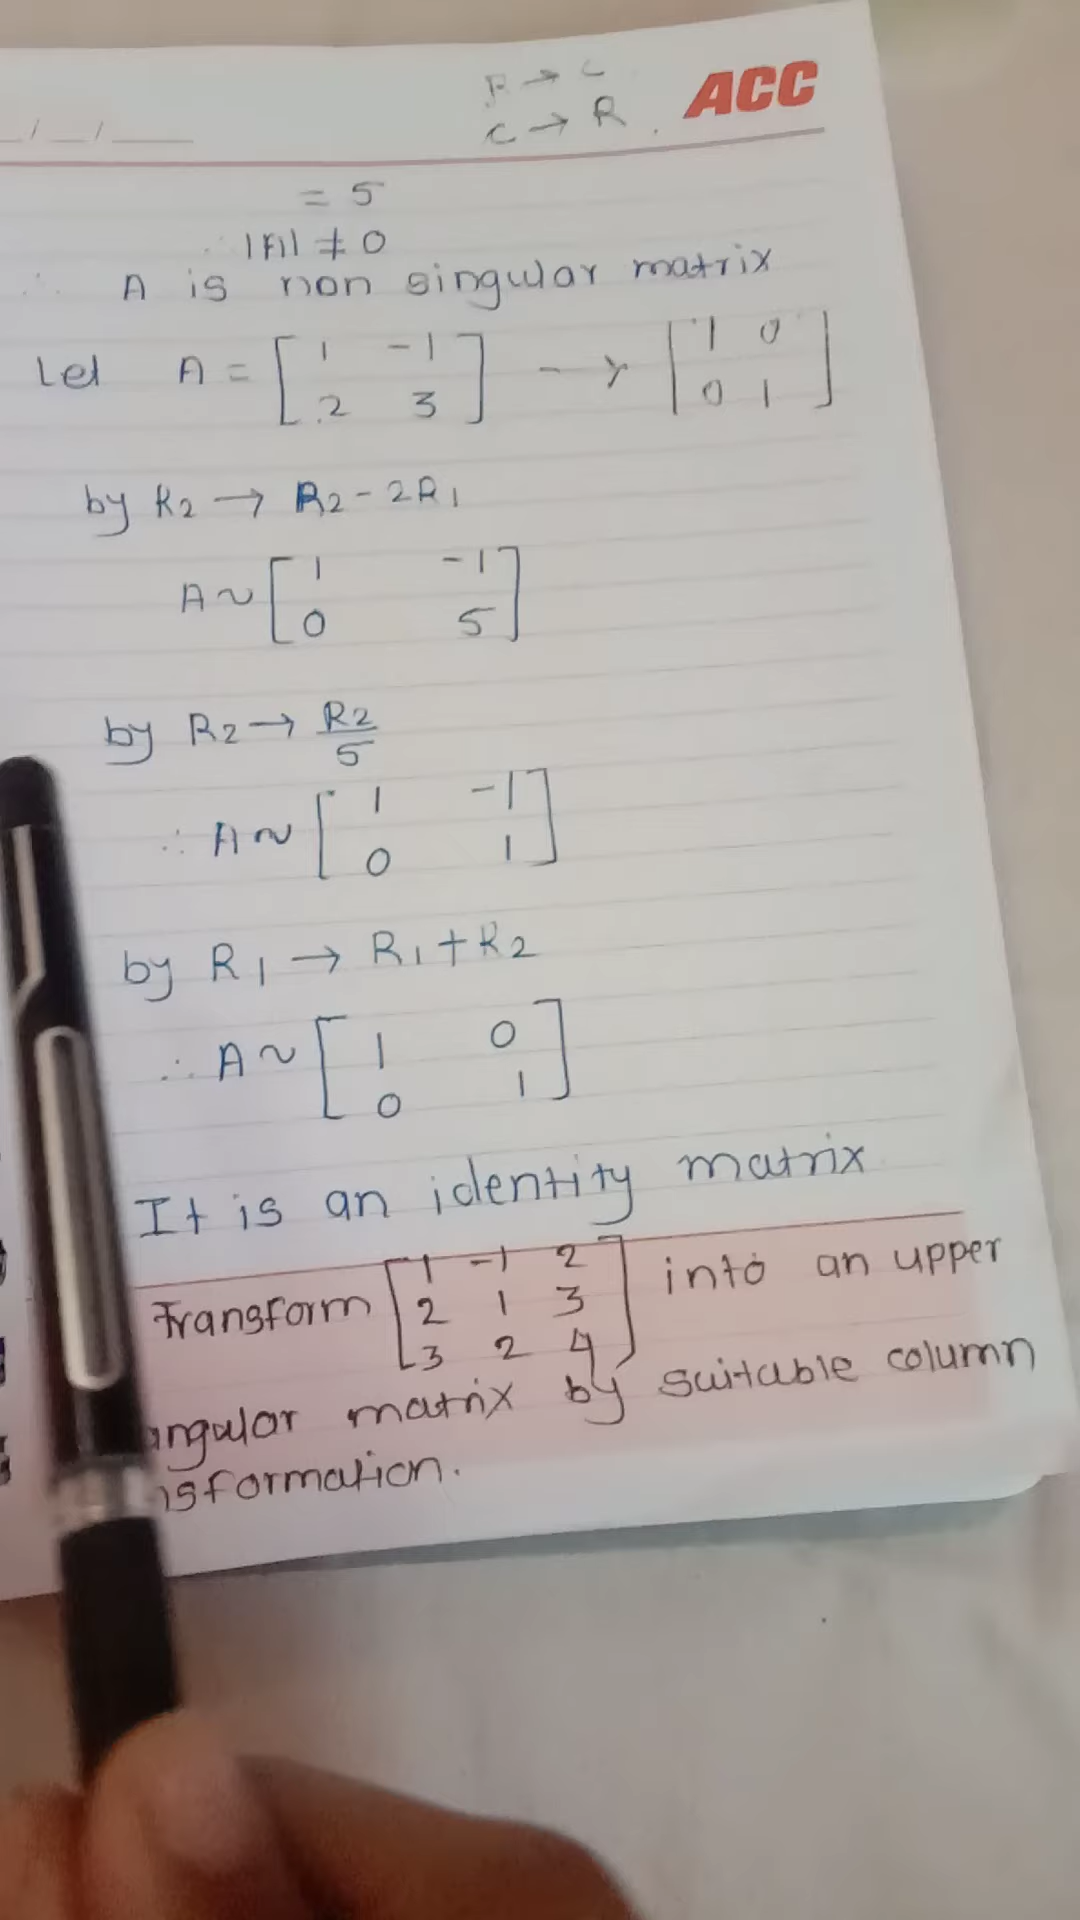 R → C
C → R . ACC
= 5
∴ |A| ≠ 0
∴ A is non singular matrix
Let A = [ 1 -1 ] --→ [ 1 0 ]
[ 2 3 ] [ 0 1 ]
by R2 → R2 - 2R1
A ~ [ 1 -1 ]
[ 0 5 ]
by R2 → R2
5
∴ A ~ [ 1 -1 ]
[ 0 1 ]
by R1 → R1 + R2
∴ A ~ [ 1 0 ]
[ 0 1 ]
It is an identity matrix
Transform [ 1 -1 2 ] into an upper
[ 2 1 3 ]
[ 3 2 4 ]
angular matrix by suitable column
nsformation.